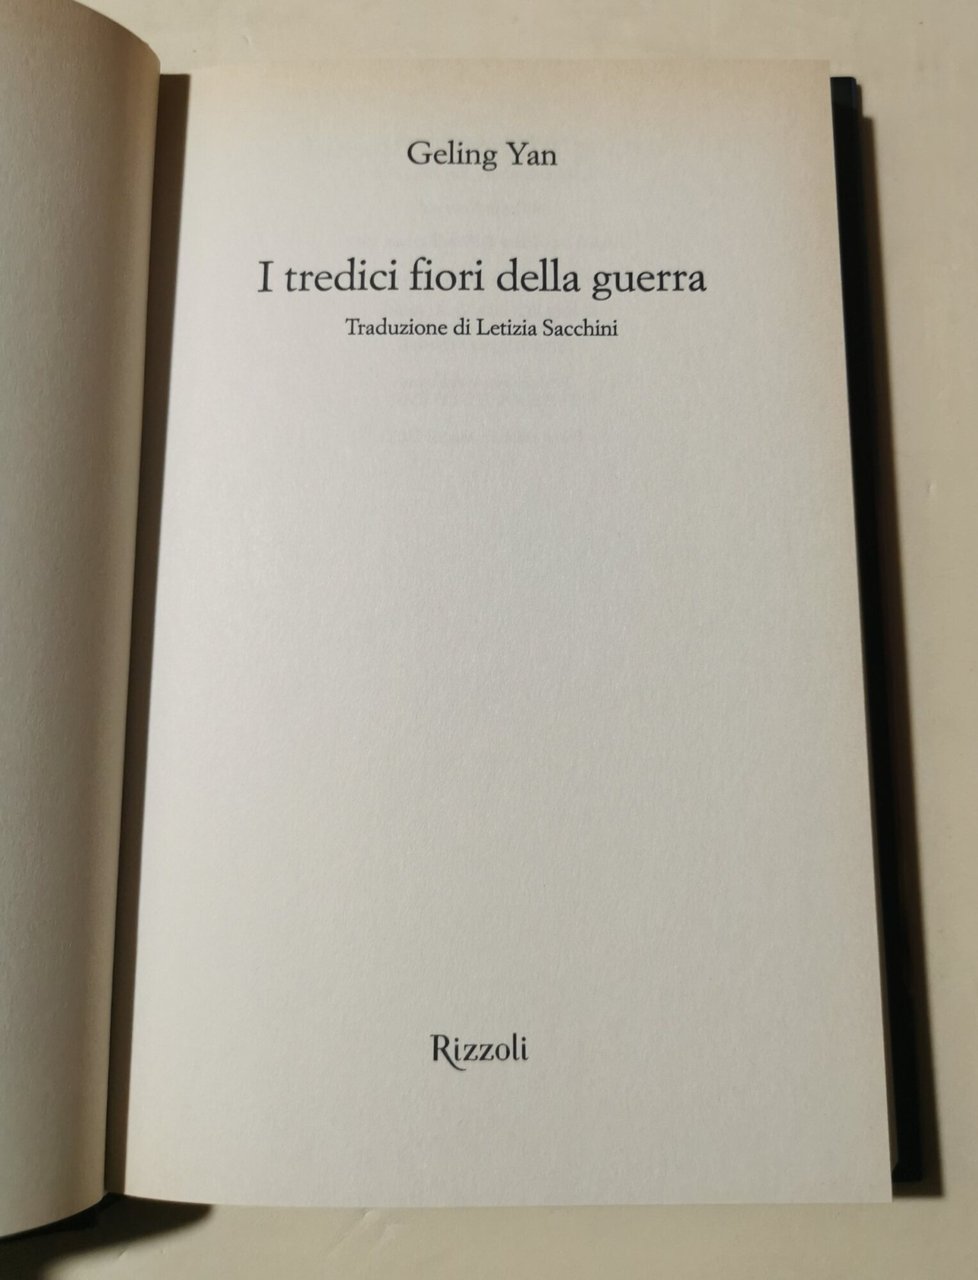 Geling Yan
I tredici fiori della guerra
Traduzione di Letizia Sacchini
Rizzoli